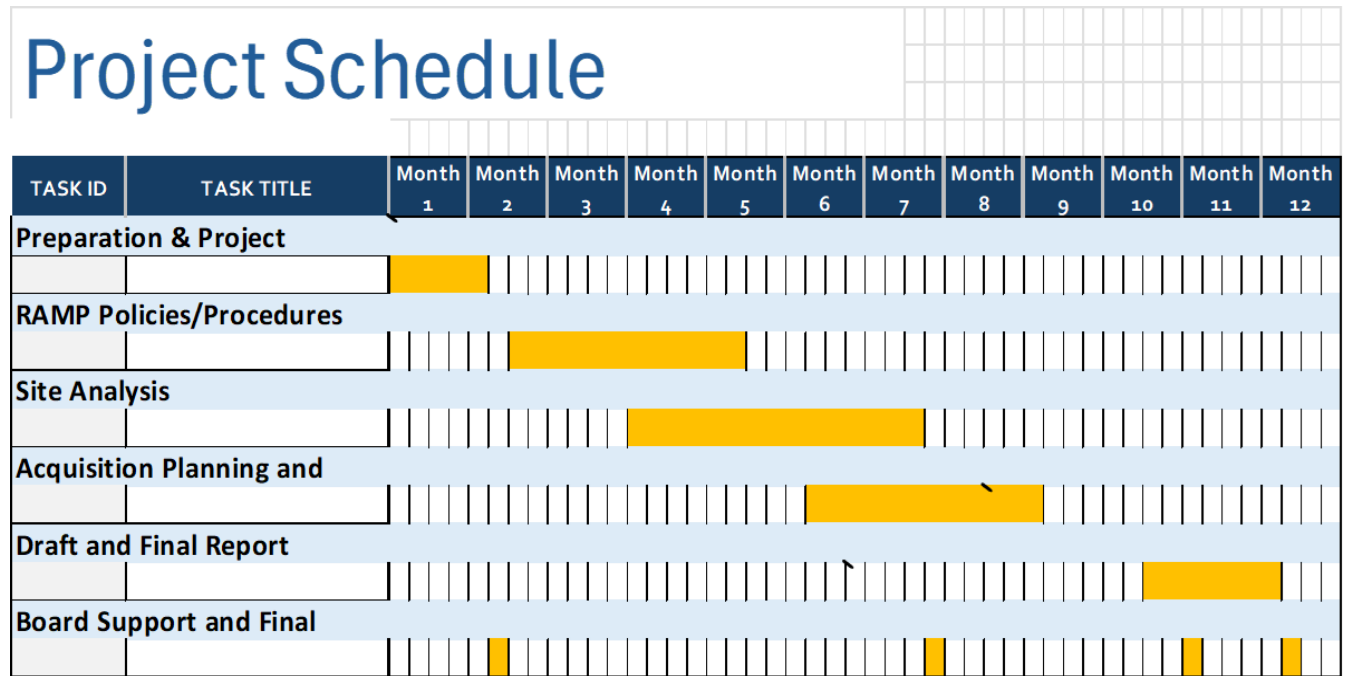 Project Schedule
TASK ID TASK TITLE Month 1 Month 2 Month 3 Month 4 Month 5 Month 6 Month 7 Month 8 Month 9 Month 10 Month 11 Month 12
Preparation & Project
RAMP Policies/Procedures
Site Analysis
Acquisition Planning and
Draft and Final Report
Board Support and Final